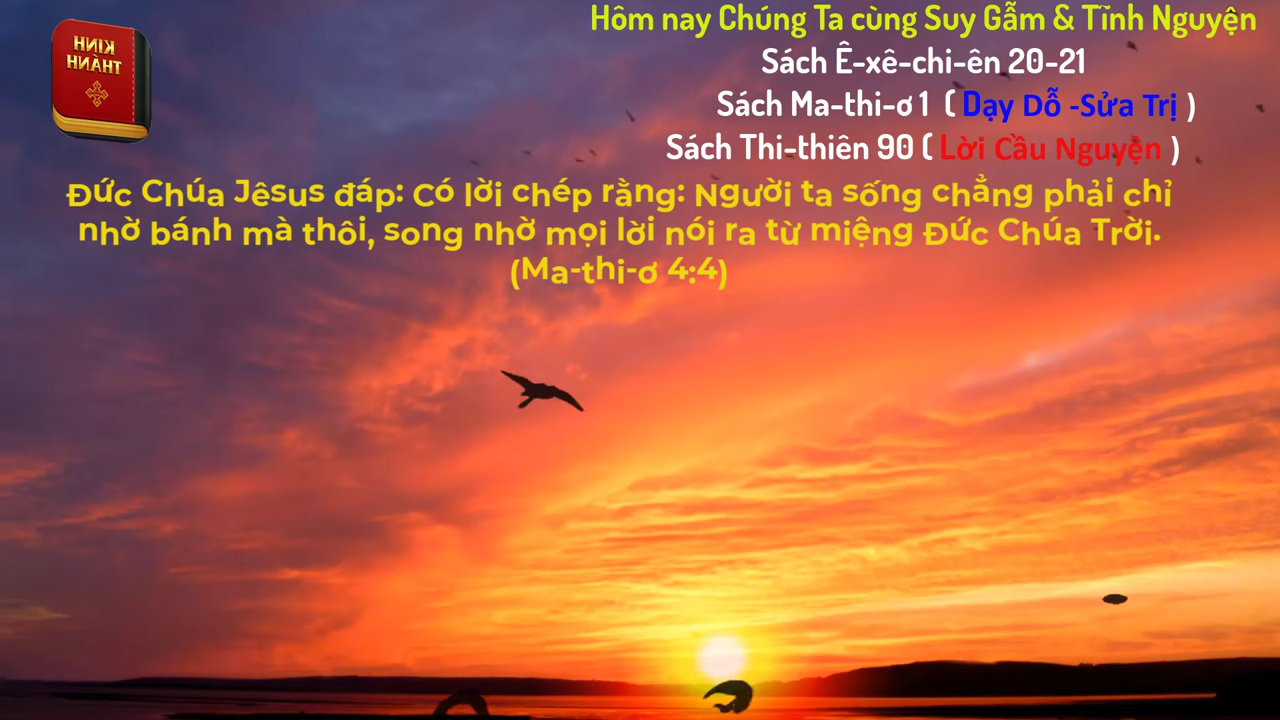 KINH
THÁNH
Hôm nay Chúng Ta cùng Suy Gẫm & Tĩnh Nguyện
Sách Ê-xê-chi-ên 20-21
Sách Ma-thi-ơ 1 ( Dạy Dỗ -Sửa Trị )
Sách Thi-thiên 90 ( Lời Cầu Nguyện )
Đức Chúa Jêsus đáp: Có lời chép rằng: Người ta sống chẳng phải chỉ
nhờ bánh mà thôi, song nhờ mọi lời nói ra từ miệng Đức Chúa Trời.
(Ma-thi-ơ 4:4)